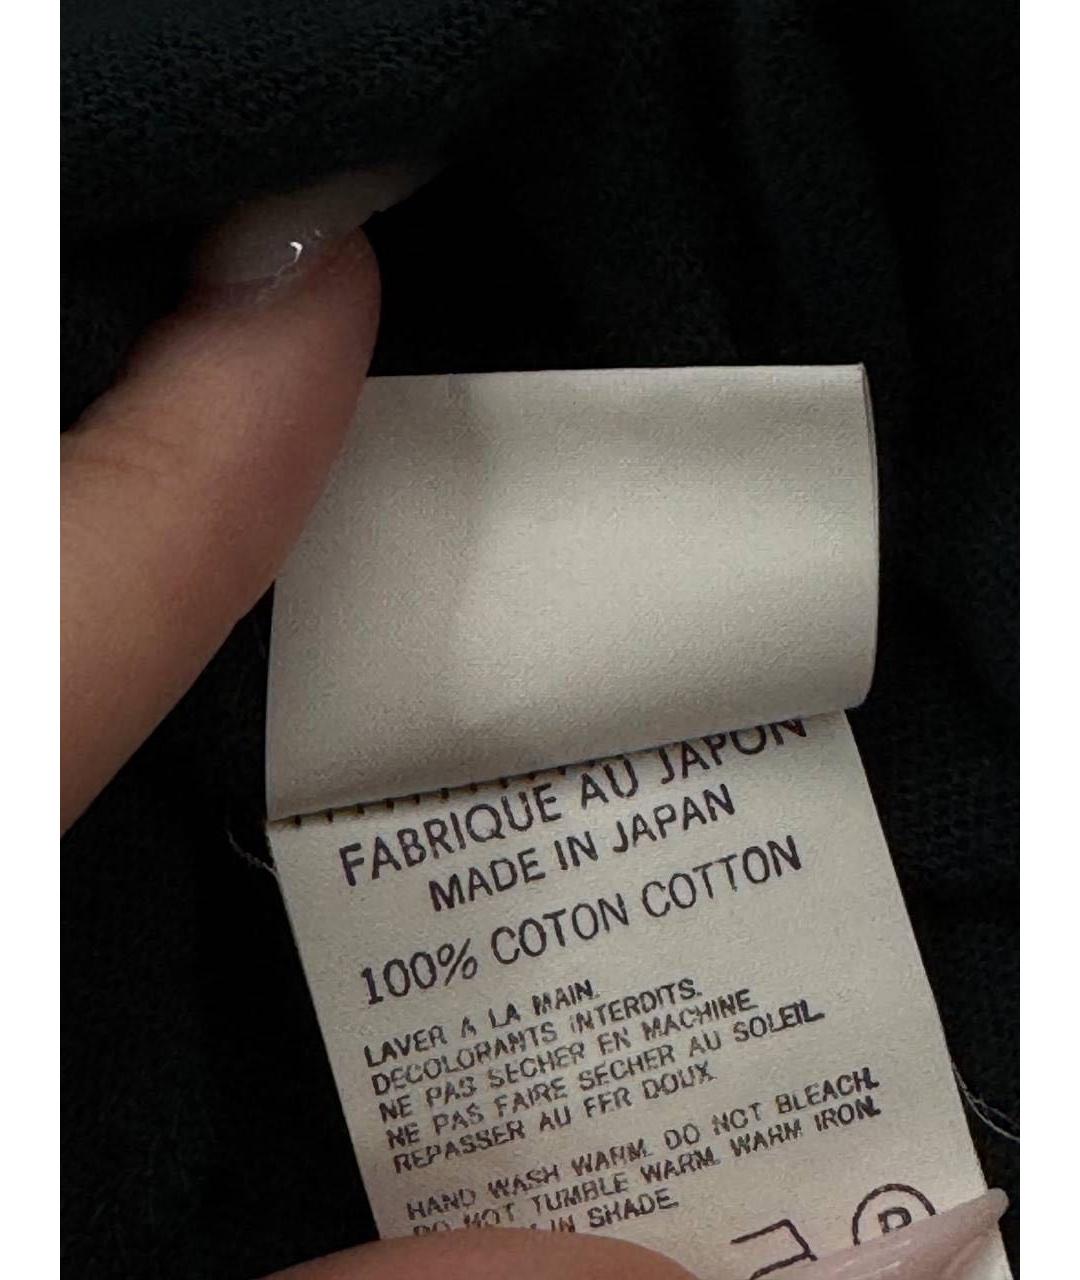 FABRIQUE AU JAPON
MADE IN JAPAN
100% COTON COTTON
LAVER A LA MAIN.
DECOLORANTS INTERDITS.
NE PAS SECHER EN MACHINE
NE PAS FAIRE SECHER AU SOLEIL
REPASSER AU FER DOUX
HAND WASH WARM. DO NOT BLEACH.
DO NOT TUMBLE WARM. WARM IRON.
IN SHADE.
P